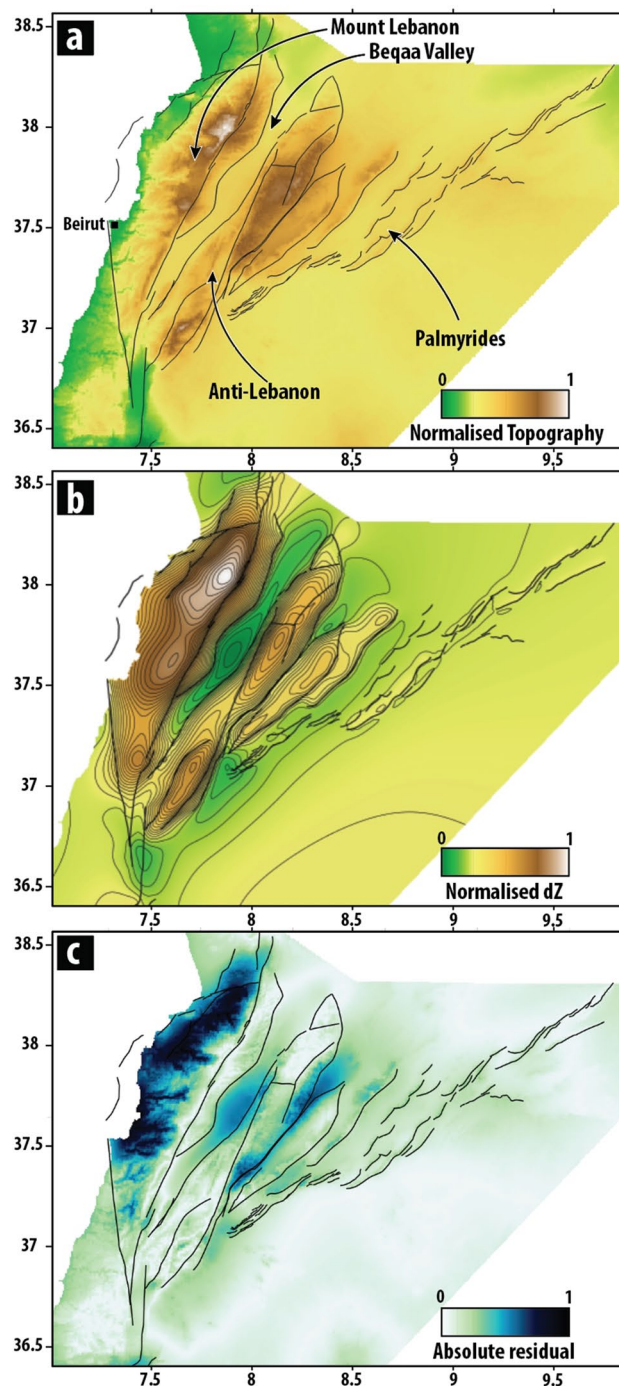 a
Mount Lebanon
Beqaa Valley
38.5
38
37.5
37
36.5
Beirut
Palmyrides
Anti-Lebanon
0 1
Normalised Topography
7.5 8 8.5 9 9.5
b
38.5
38
37.5
37
36.5
0 1
Normalised dZ
7.5 8 8.5 9 9.5
c
38.5
38
37.5
37
36.5
0 1
Absolute residual
7.5 8 8.5 9 9.5